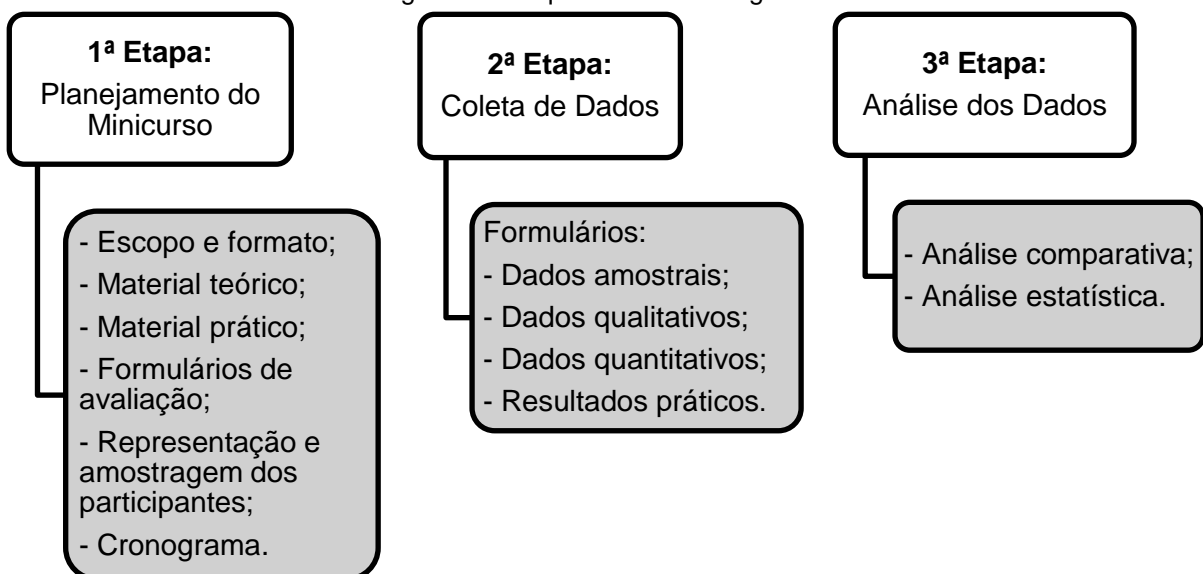 1ª Etapa:
Planejamento do
Minicurso
- Escopo e formato;
- Material teórico;
- Material prático;
- Formulários de
avaliação;
- Representação e
amostragem dos
participantes;
- Cronograma.
2ª Etapa:
Coleta de Dados
Formulários:
- Dados amostrais;
- Dados qualitativos;
- Dados quantitativos;
- Resultados práticos.
3ª Etapa:
Análise dos Dados
- Análise comparativa;
- Análise estatística.